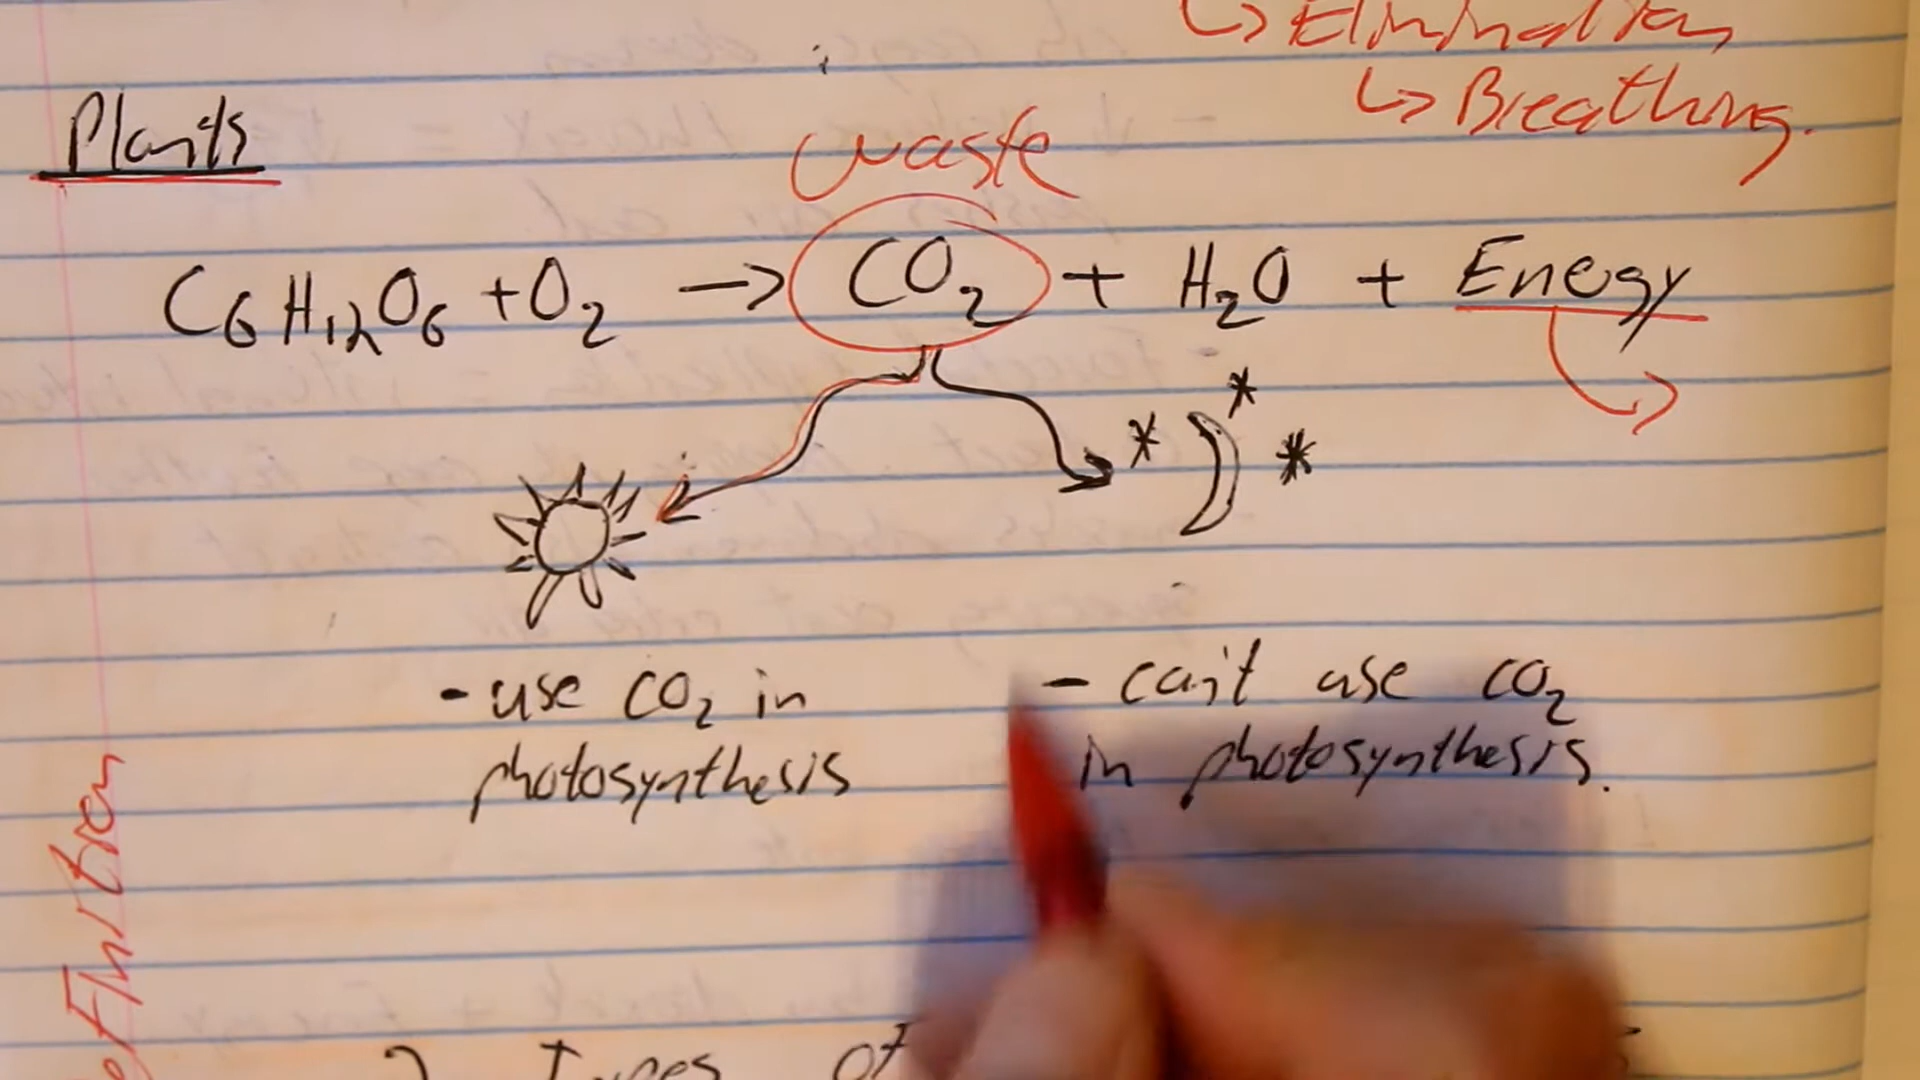 ↳ Elimination
↳ Breathing.
Plants
waste
C₆H₁₂O₆ + O₂ → CO₂ + H₂O + Energy
- use CO₂ in
photosynthesis
- can't use CO₂
in photosynthesis.
Types of